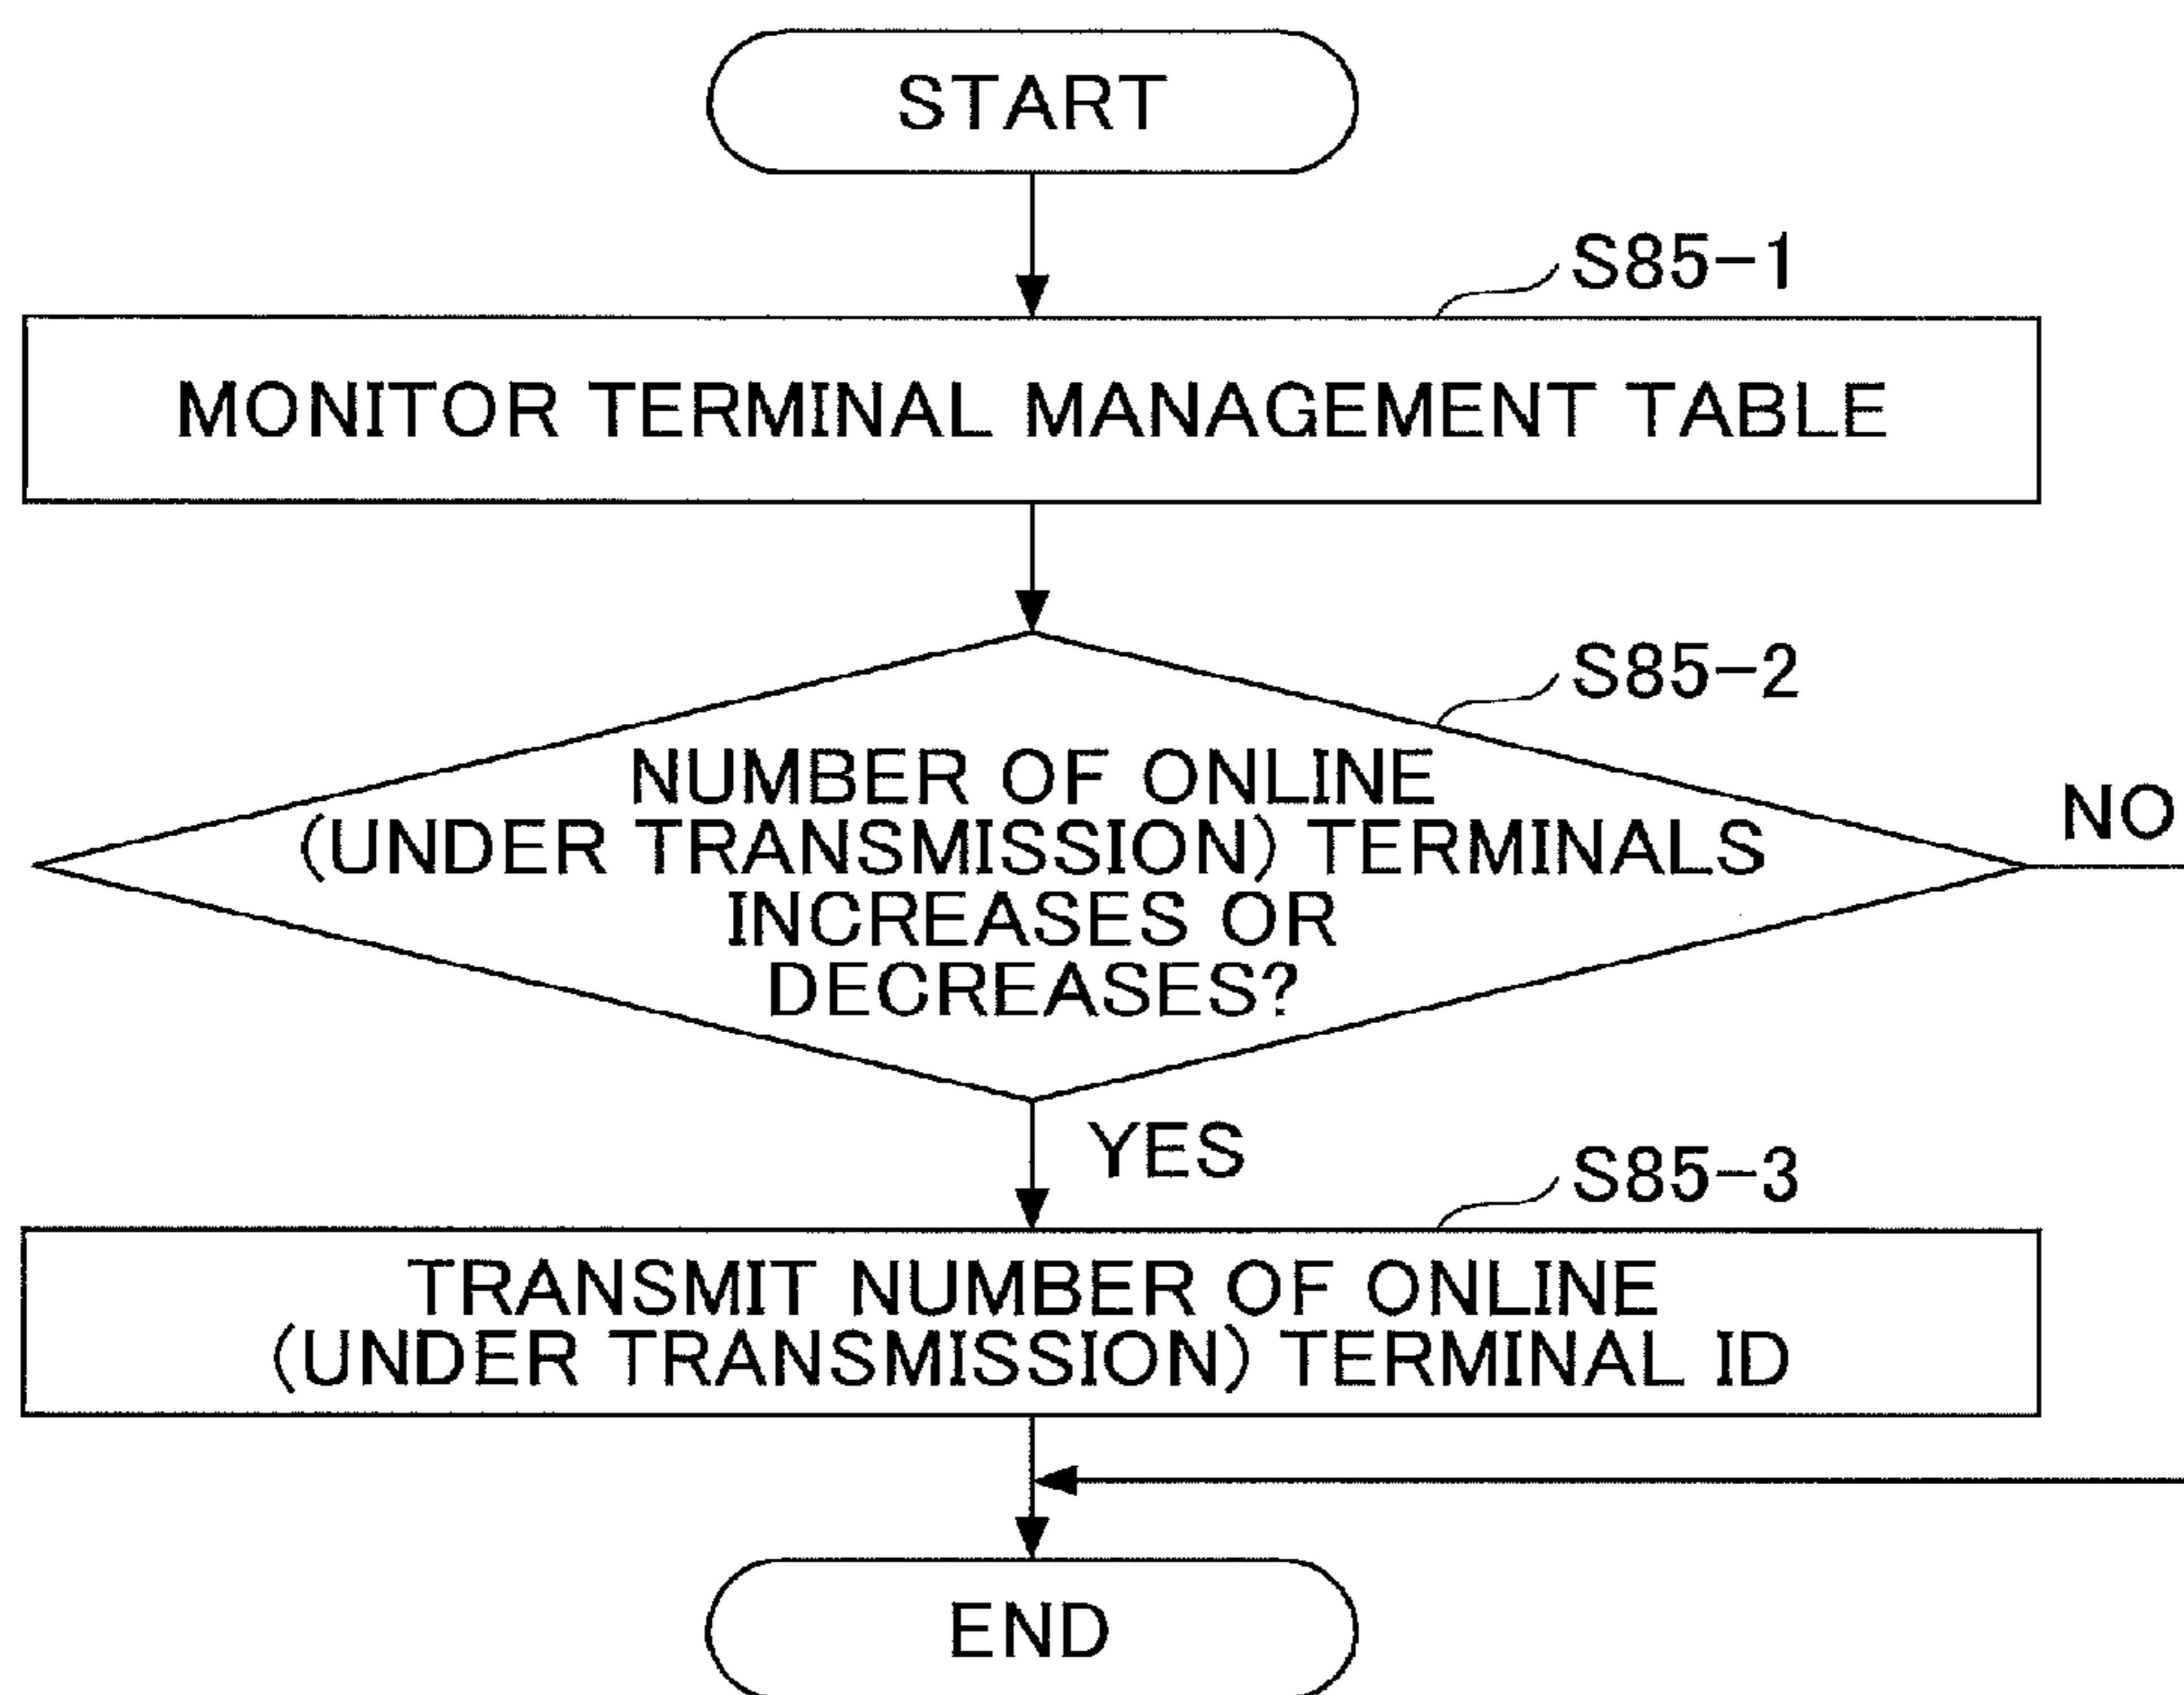 START
S85-1
MONITOR TERMINAL MANAGEMENT TABLE
S85-2
NUMBER OF ONLINE
(UNDER TRANSMISSION) TERMINALS
INCREASES OR
DECREASES?
NO
YES
S85-3
TRANSMIT NUMBER OF ONLINE
(UNDER TRANSMISSION) TERMINAL ID
END